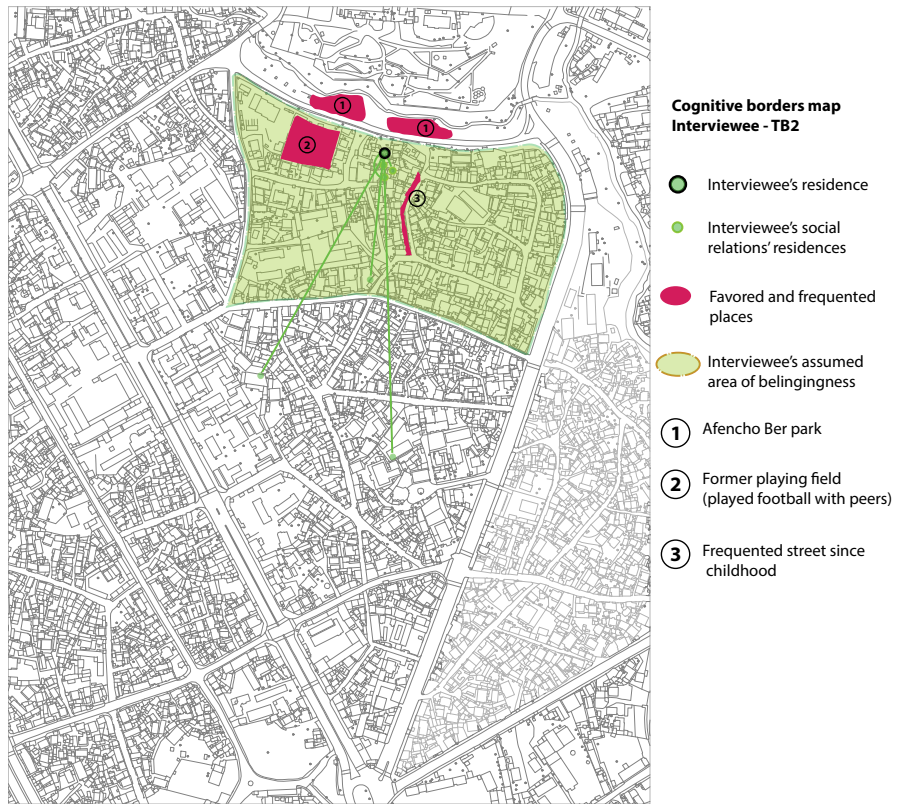 1
1
2
3
Cognitive borders map
Interviewee - TB2
Interviewee's residence
Interviewee's social
relations' residences
Favored and frequented
places
Interviewee's assumed
area of belingingness
1 Afencho Ber park
2 Former playing field
(played football with peers)
3 Frequented street since
childhood